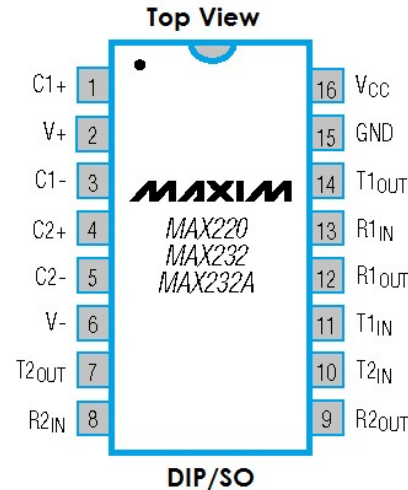 Top View
C1+ 1
V+ 2
C1- 3
C2+ 4
C2- 5
V- 6
T2OUT 7
R2IN 8
MAXIM
MAX220
MAX232
MAX232A
16 VCC
15 GND
14 T1OUT
13 R1IN
12 R1OUT
11 T1IN
10 T2IN
9 R2OUT
DIP/SO